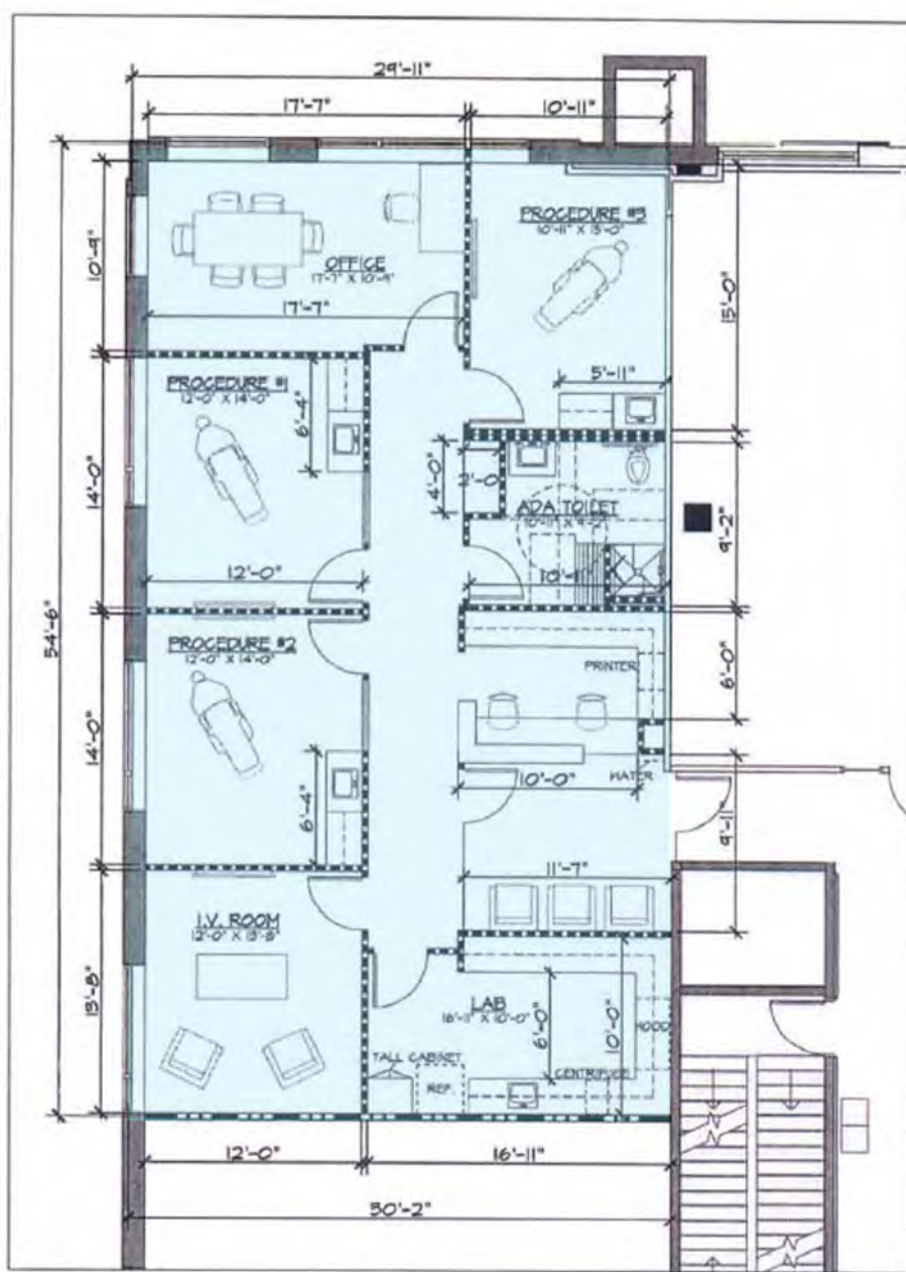 29'-11"
17'-7"
10'-11"
PROCEDURE #3
10'-11" X 15'-0"
10'-9"
OFFICE
17'-7" X 10'-9"
17'-7"
15'-0"
5'-11"
PROCEDURE #1
12'-0" X 14'-0"
6'-4"
14'-0"
4'-0"
2'-0"
ADA TOILET
10'-11" X 9'-2"
9'-2"
12'-0"
10'-11"
54'-6"
PROCEDURE #2
12'-0" X 14'-0"
PRINTER
6'-0"
14'-0"
6'-4"
10'-0"
WATER
9'-11"
11'-7"
I.V. ROOM
12'-0" X 13'-8"
13'-8"
LAB
16'-11" X 10'-0"
6'-0"
10'-0"
HOOD
TALL CABINET
REF.
CENTRIFUGE
12'-0"
16'-11"
30'-2"